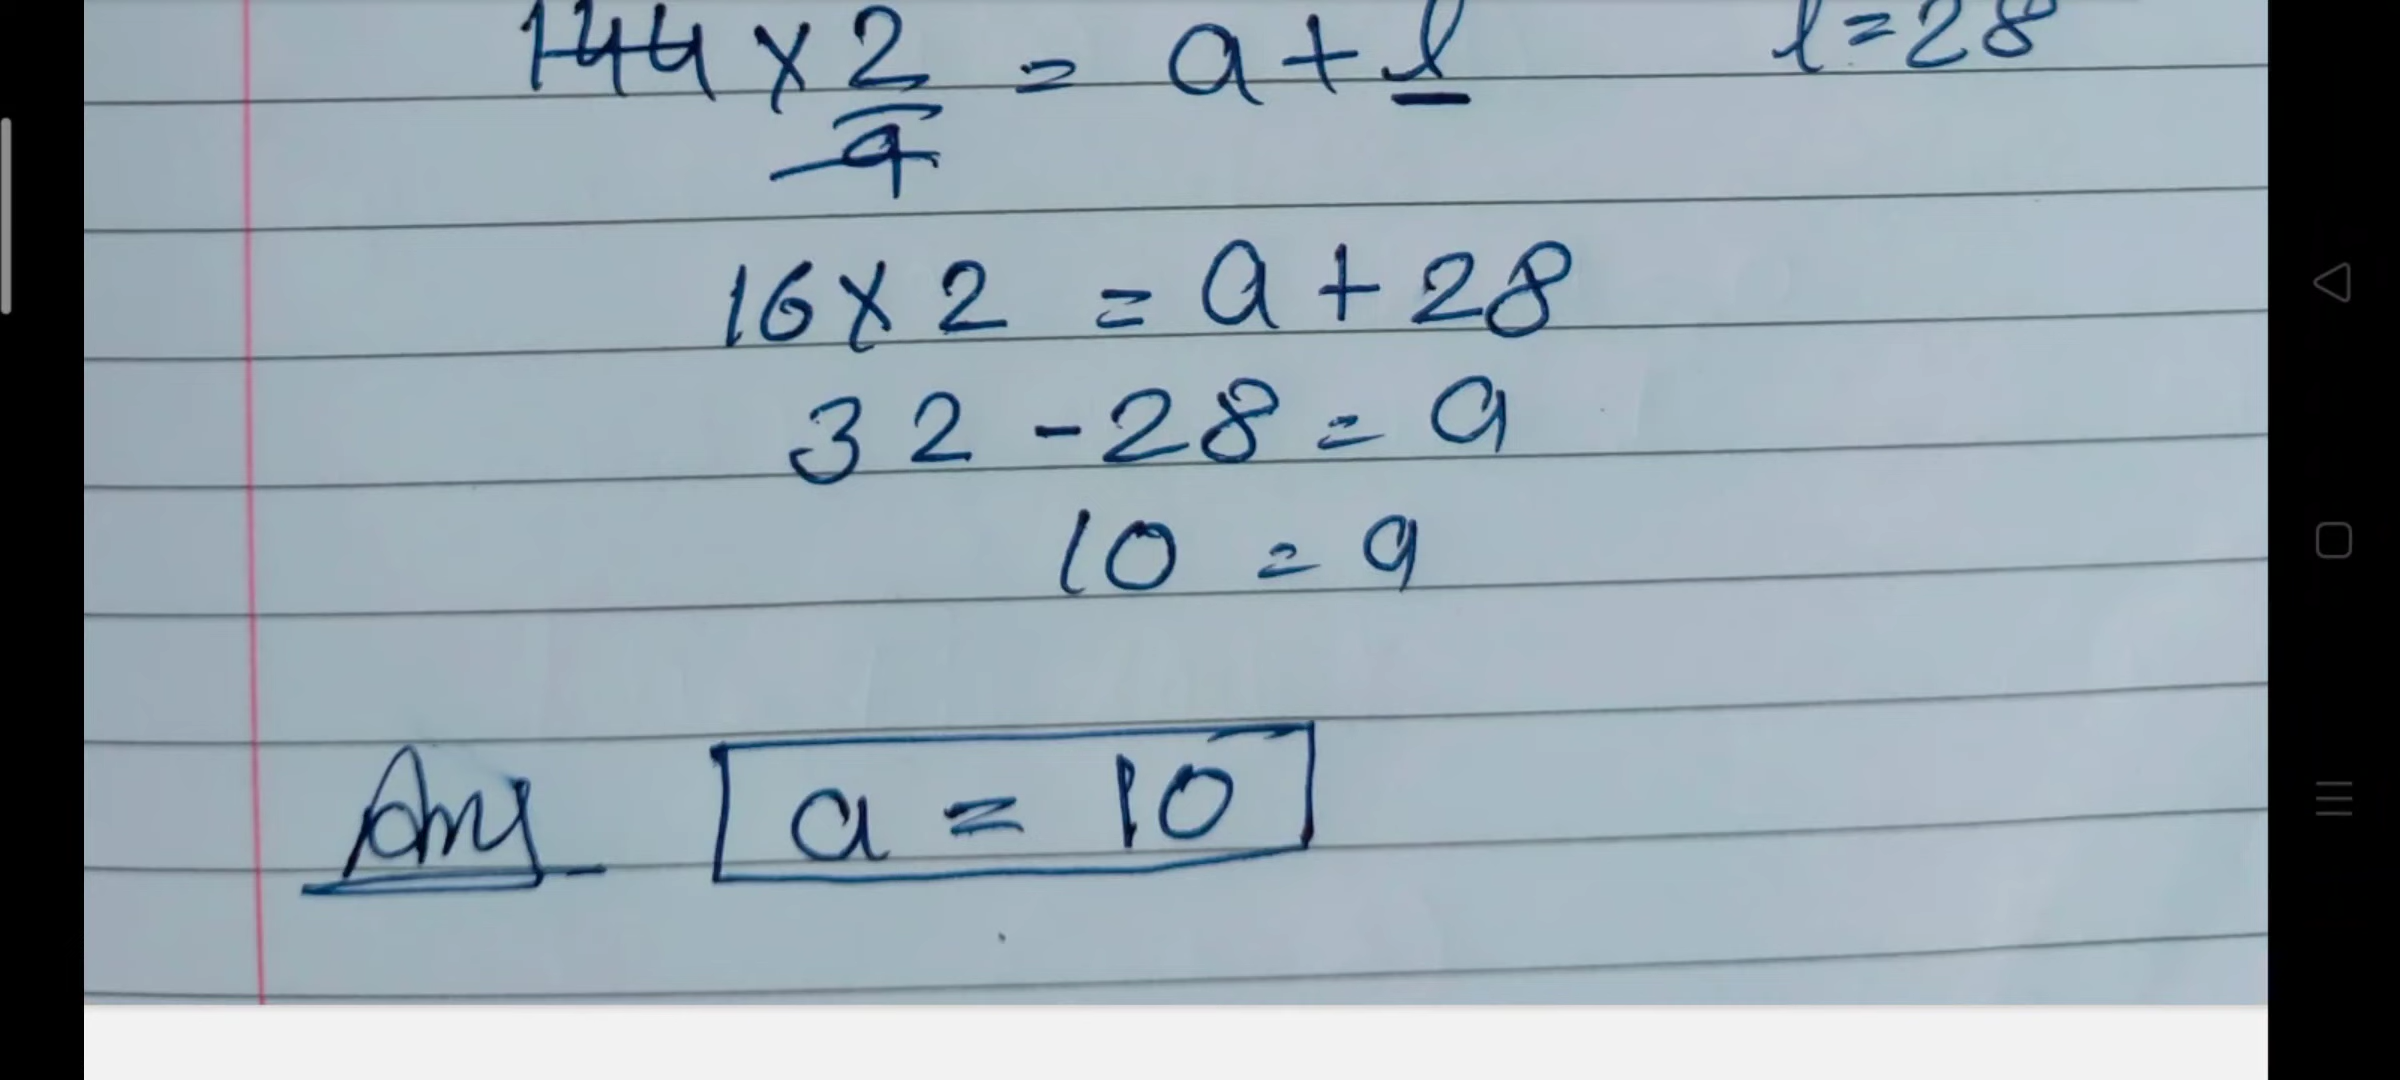 144 × 2/9 = a + l    l = 28
16 × 2 = a + 28
32 - 28 = a
10 = a
Ans a = 10